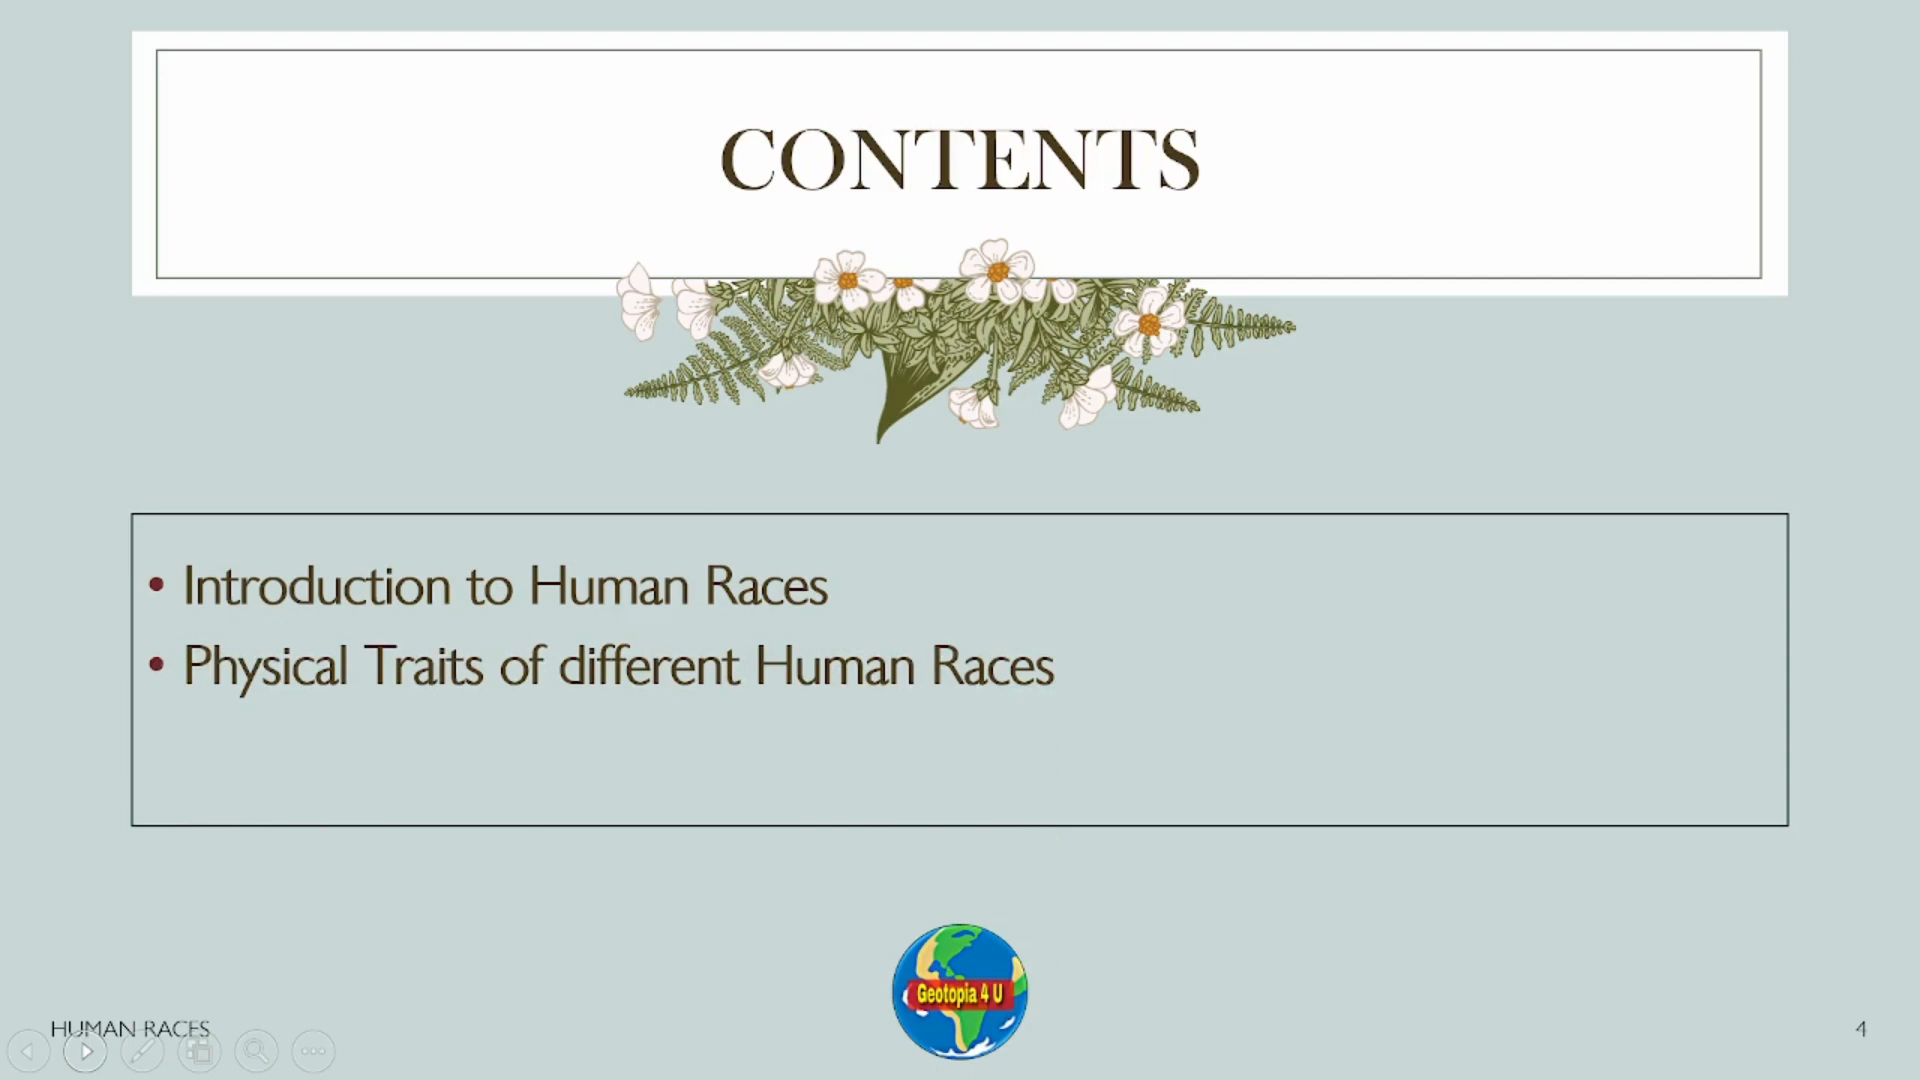 CONTENTS
• Introduction to Human Races
• Physical Traits of different Human Races
Geotopia 4 U
HUMAN RACES
4